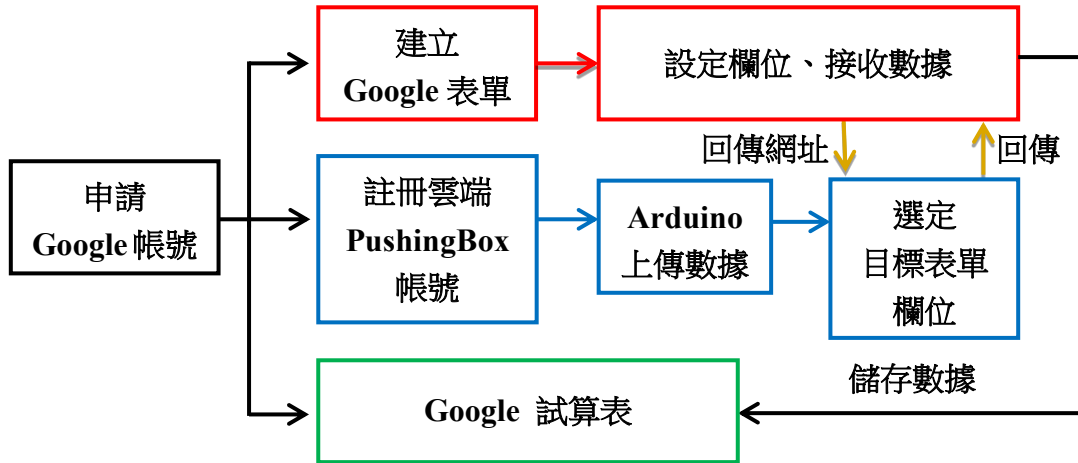 建立
Google 表單
設定欄位、接收數據
回傳網址
回傳
申請
Google 帳號
註冊雲端
PushingBox
帳號
Arduino
上傳數據
選定
目標表單
欄位
儲存數據
Google 試算表